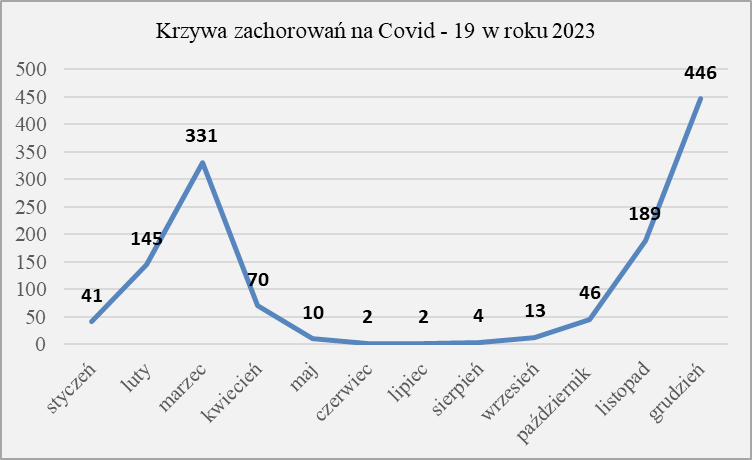 Krzywa zachorowań na Covid - 19 w roku 2023
500
450
400
350
300
250
200
150
100
50
0
41
145
331
70
10
2
2
4
13
46
189
446
styczeń
luty
marzec
kwiecień
maj
czerwiec
lipiec
sierpień
wrzesień
październik
listopad
grudzień